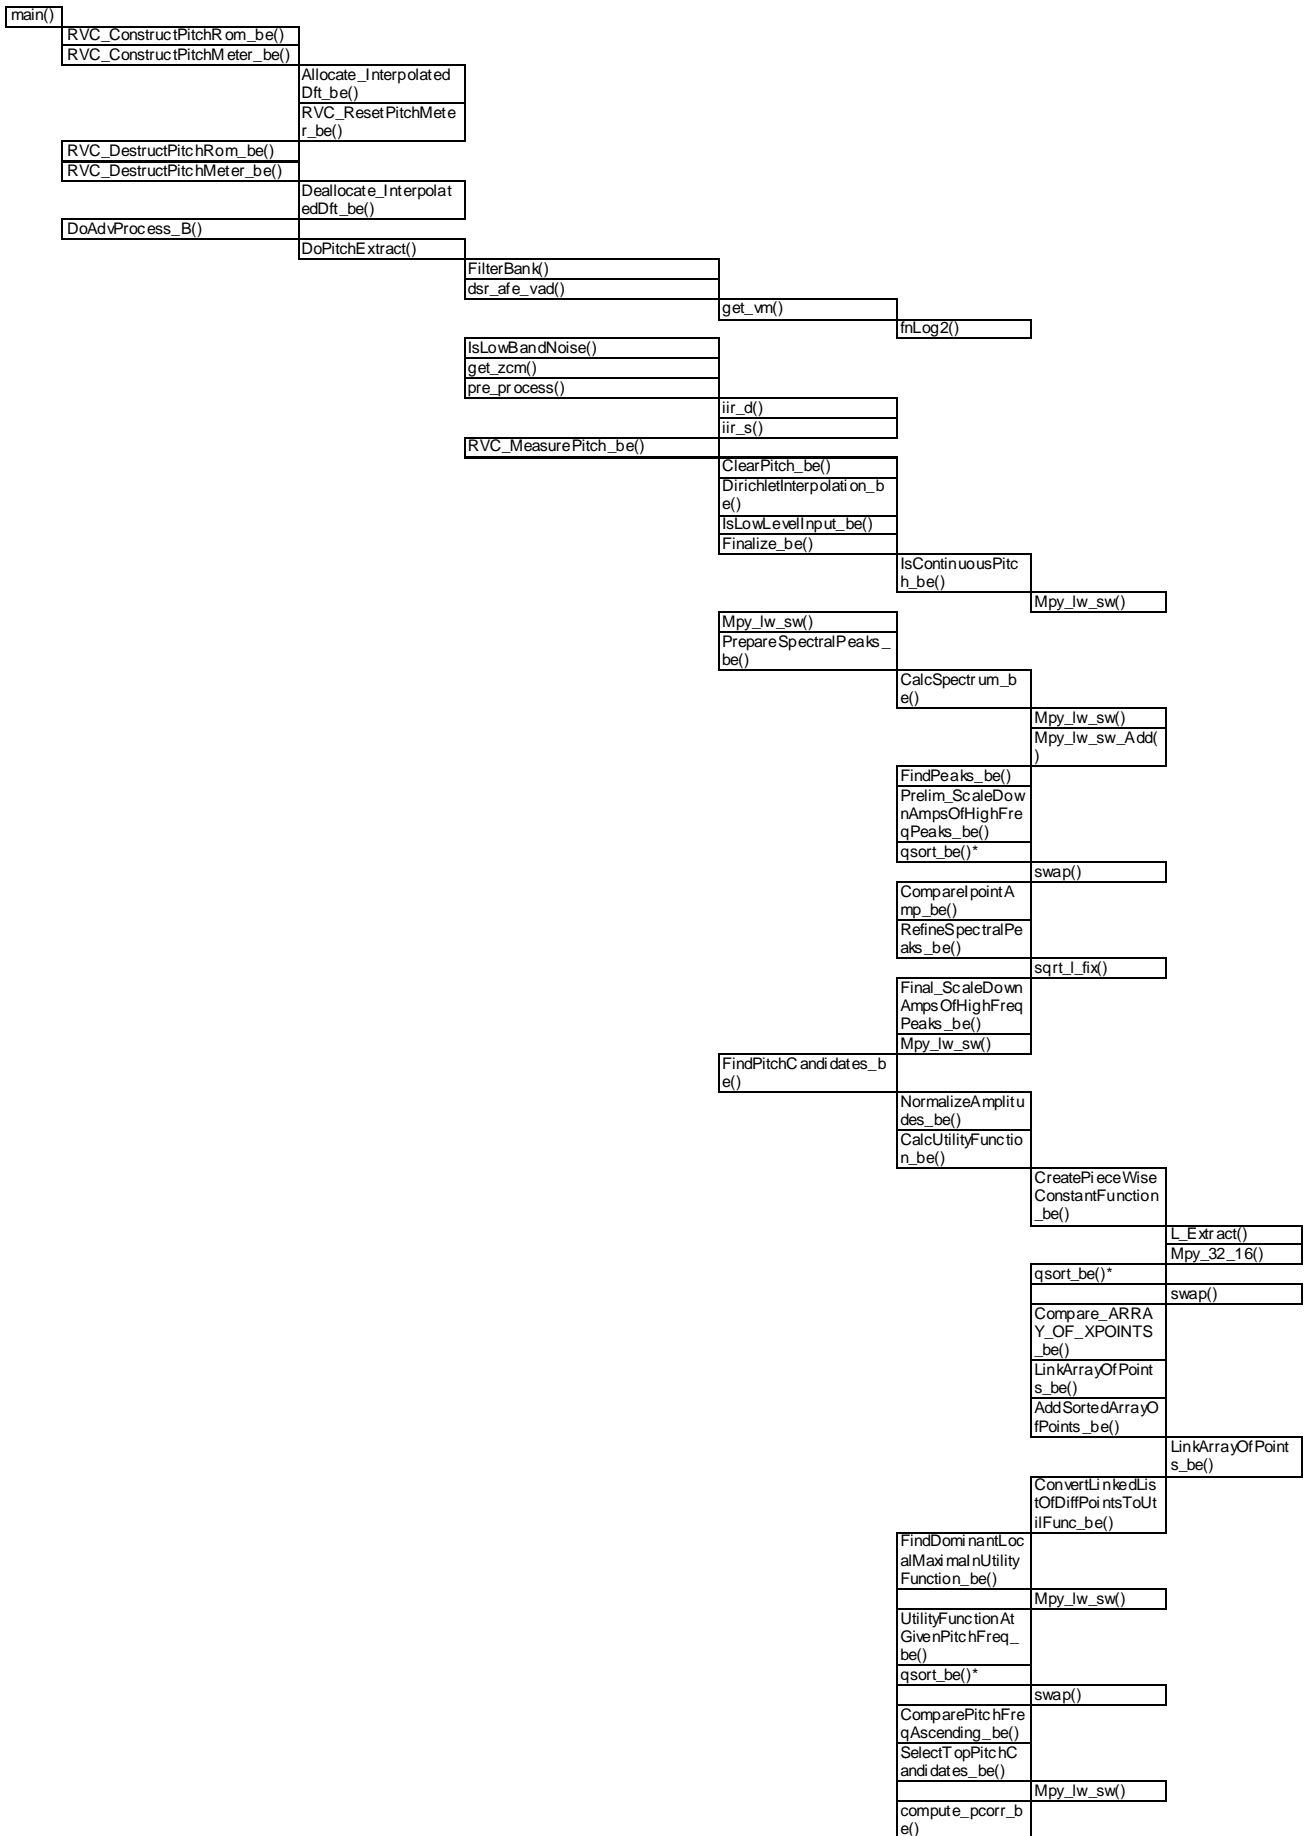 main()
RVC_ConstructPitchRom_be()
RVC_ConstructPitchMeter_be()
Allocate_Interpolated
Dft_be()
RVC_ResetPitchMete
r_be()
RVC_DestructPitchRom_be()
RVC_DestructPitchMeter_be()
Deallocate_Interpolat
edDft_be()
DoAdvProcess_B()
DoPitchExtract()
FilterBank()
dsr_afe_vad()
get_vm()
fnLog2()
IsLowBandNoise()
get_zcm()
pre_process()
iir_d()
iir_s()
RVC_MeasurePitch_be()
ClearPitch_be()
DirichletInterpolation_b
e()
IsLowLevelInput_be()
Finalize_be()
IsContinuousPitc
h_be()
Mpy_lw_sw()
Mpy_lw_sw()
PrepareSpectralPeaks_
be()
CalcSpectrum_b
e()
Mpy_lw_sw()
Mpy_lw_sw_Add(
)
FindPeaks_be()
Prelim_ScaleDow
nAmpsOfHighFre
qPeaks_be()
qsort_be()*
swap()
CompareIpointA
mp_be()
RefineSpectralPe
aks_be()
sqrt_l_fix()
Final_ScaleDown
AmpsOfHighFreq
Peaks_be()
Mpy_lw_sw()
FindPitchCandidates_b
e()
NormalizeAmplitu
des_be()
CalcUtilityFunctio
n_be()
CreatePieceWise
ConstantFunction
_be()
L_Extract()
Mpy_32_16()
qsort_be()*
swap()
Compare_ARRA
Y_OF_XPOINTS
_be()
LinkArrayOfPoint
s_be()
AddSortedArrayO
fPoints_be()
LinkArrayOfPoint
s_be()
ConvertLinkedLis
tOfDiffPointsToUt
ilFunc_be()
FindDominantLoc
alMaximaInUtility
Function_be()
Mpy_lw_sw()
UtilityFunctionAt
GivenPitchFreq_
be()
qsort_be()*
swap()
ComparePitchFre
qAscending_be()
SelectTopPitchC
andidates_be()
Mpy_lw_sw()
compute_pcorr_b
e()